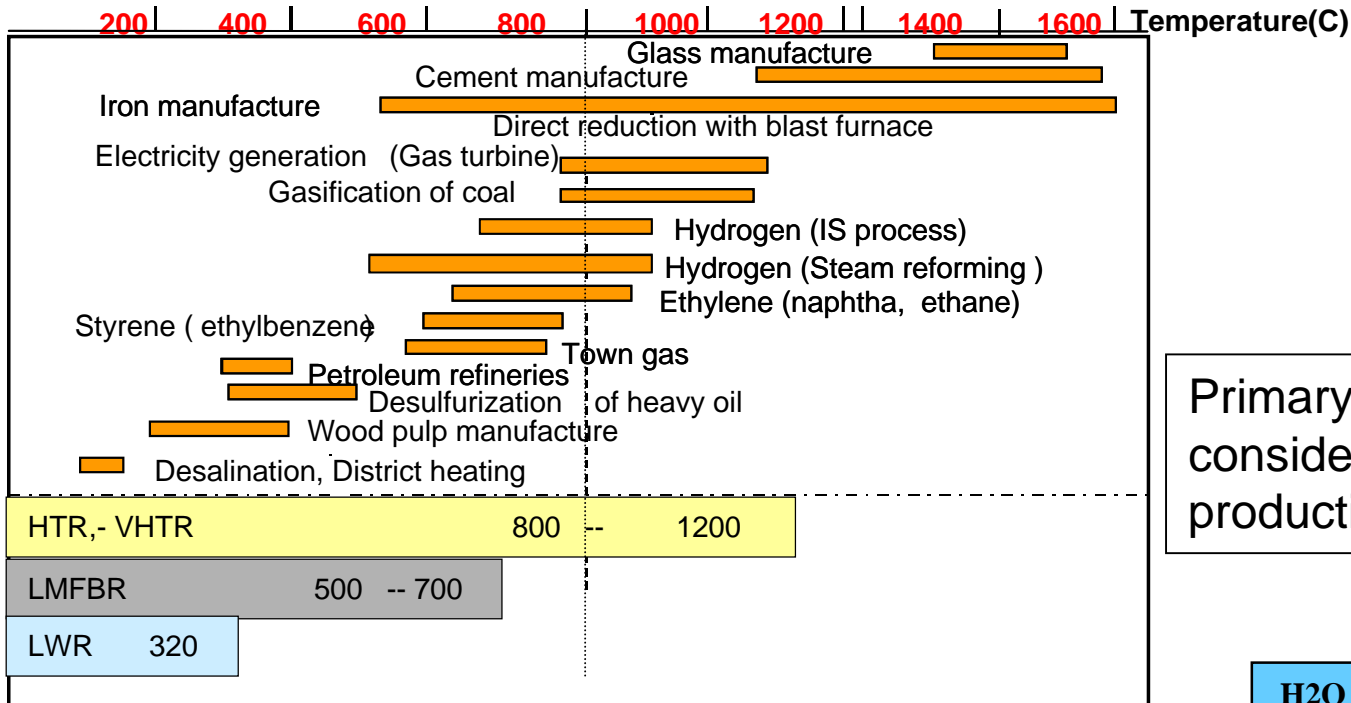 200 400 600 800 1000 1200 1400 1600 Temperature(C)
Glass manufacture
Cement manufacture
Iron manufacture
Direct reduction with blast furnace
Electricity generation (Gas turbine)
Gasification of coal
Hydrogen (IS process)
Hydrogen (Steam reforming )
Ethylene (naphtha, ethane)
Styrene ( ethylbenzene)
Town gas
Petroleum refineries
Desulfurization of heavy oil
Wood pulp manufacture
Desalination, District heating
HTR,- VHTR 800 -- 1200
LMFBR 500 -- 700
LWR 320
Primary
conside
producti
H2O